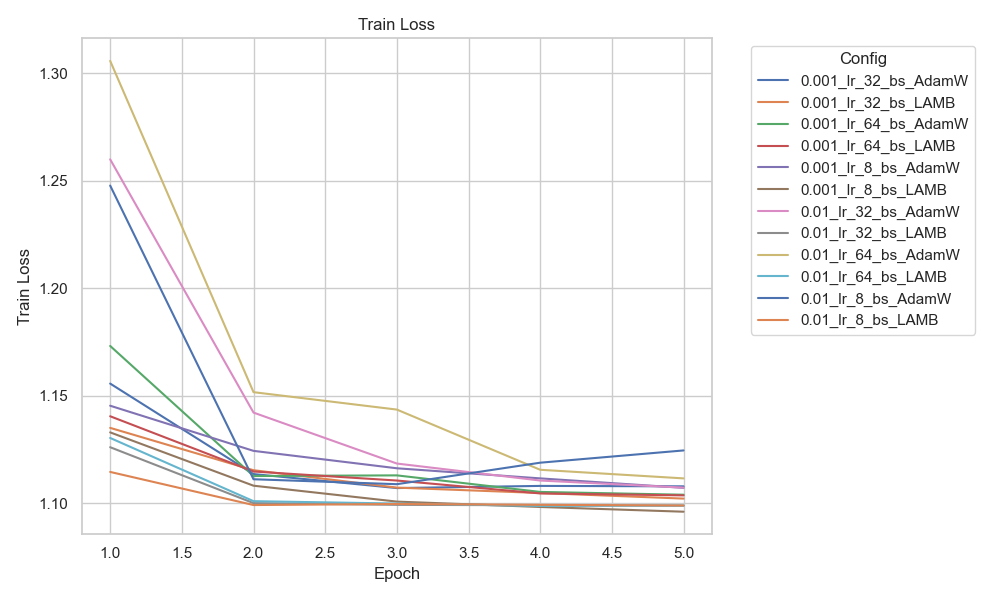 Train Loss
Config
0.001_lr_32_bs_AdamW
0.001_lr_32_bs_LAMB
0.001_lr_64_bs_AdamW
0.001_lr_64_bs_LAMB
0.001_lr_8_bs_AdamW
0.001_lr_8_bs_LAMB
0.01_lr_32_bs_AdamW
0.01_lr_32_bs_LAMB
0.01_lr_64_bs_AdamW
0.01_lr_64_bs_LAMB
0.01_lr_8_bs_AdamW
0.01_lr_8_bs_LAMB
Train Loss
1.30
1.25
1.20
1.15
1.10
1.0 1.5 2.0 2.5 3.0 3.5 4.0 4.5 5.0
Epoch